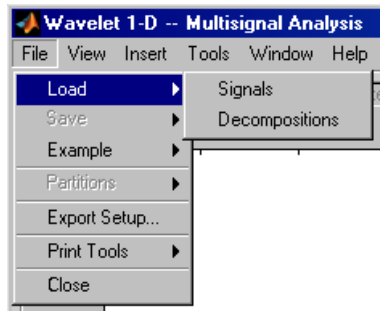 Wavelet 1-D -- Multisignal Analysis
File View Insert Tools Window Help
Load
Signals
Save
Decompositions
Example
Partitions
Export Setup...
Print Tools
Close